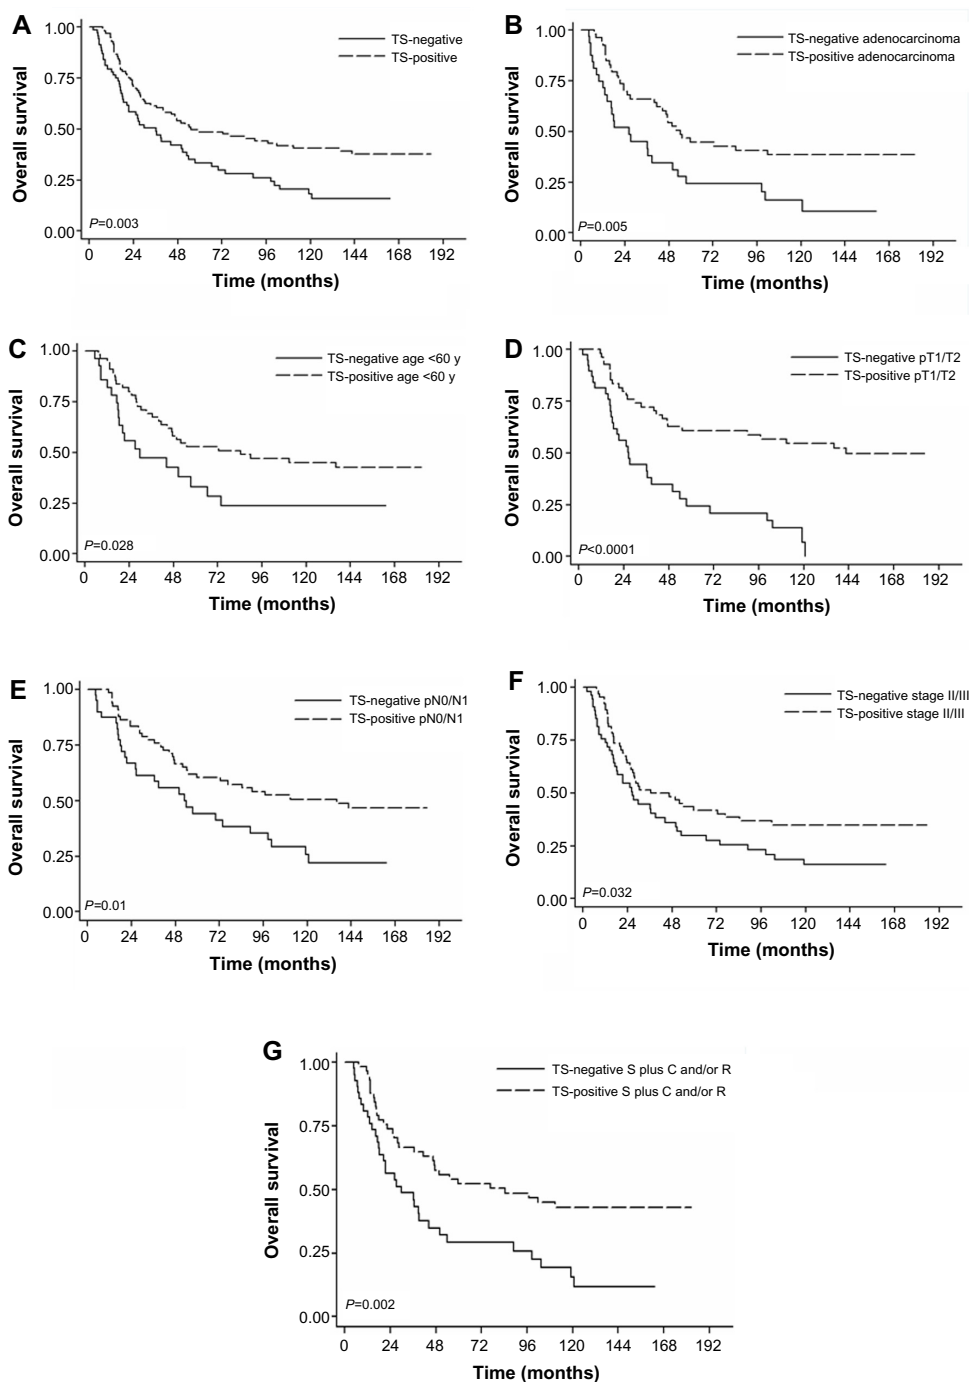 A
Overall survival
1.00
0.75
0.50
0.25
0.00
TS-negative
TS-positive
P=0.003
0 24 48 72 96 120 144 168 192
Time (months)
B
Overall survival
1.00
0.75
0.50
0.25
0.00
TS-negative adenocarcinoma
TS-positive adenocarcinoma
P=0.005
0 24 48 72 96 120 144 168 192
Time (months)
C
Overall survival
1.00
0.75
0.50
0.25
0.00
TS-negative age <60 y
TS-positive age <60 y
P=0.028
0 24 48 72 96 120 144 168 192
Time (months)
D
Overall survival
1.00
0.75
0.50
0.25
0.00
TS-negative pT1/T2
TS-positive pT1/T2
P<0.0001
0 24 48 72 96 120 144 168 192
Time (months)
E
Overall survival
1.00
0.75
0.50
0.25
0.00
TS-negative pN0/N1
TS-positive pN0/N1
P=0.01
0 24 48 72 96 120 144 168 192
Time (months)
F
Overall survival
1.00
0.75
0.50
0.25
0.00
TS-negative stage II/III
TS-positive stage II/III
P=0.032
0 24 48 72 96 120 144 168 192
Time (months)
G
Overall survival
1.00
0.75
0.50
0.25
0.00
TS-negative S plus C and/or R
TS-positive S plus C and/or R
P=0.002
0 24 48 72 96 120 144 168 192
Time (months)